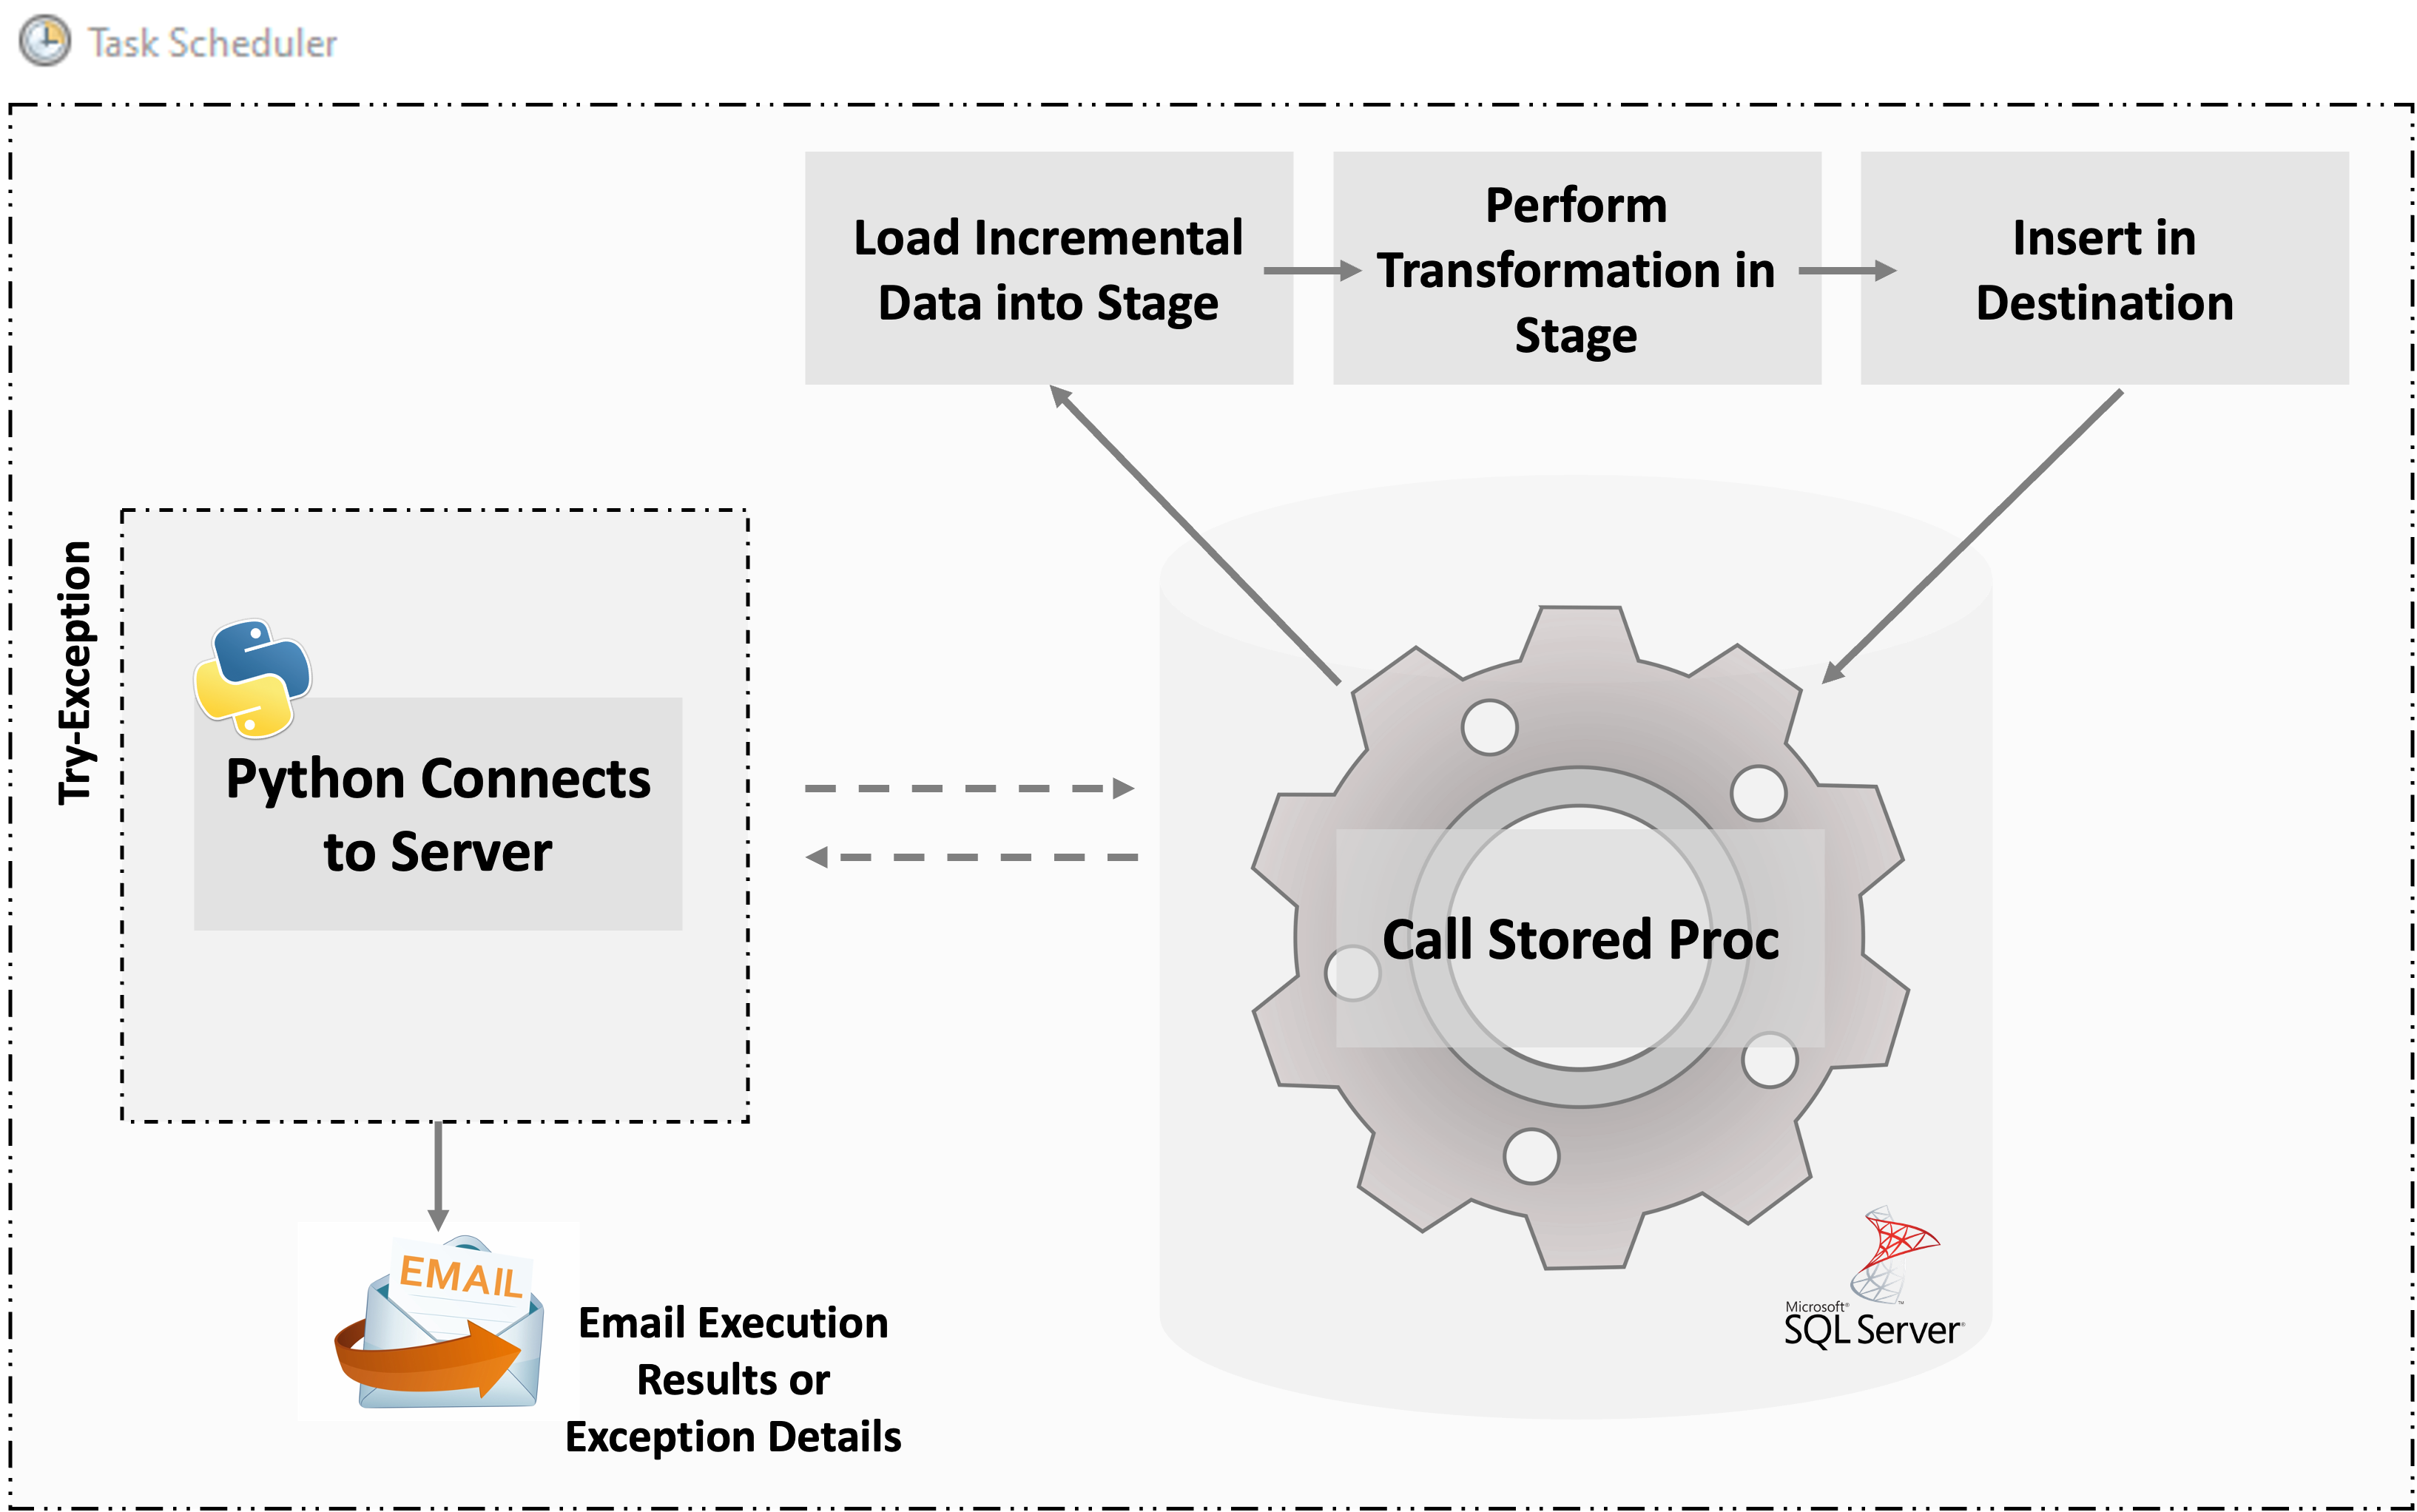 Task Scheduler
Load Incremental
Data into Stage
Perform
Transformation in
Stage
Insert in
Destination
Try-Exception
Python Connects
to Server
Call Stored Proc
EMAIL
Email Execution
Results or
Exception Details
Microsoft®
SQL Server®
™